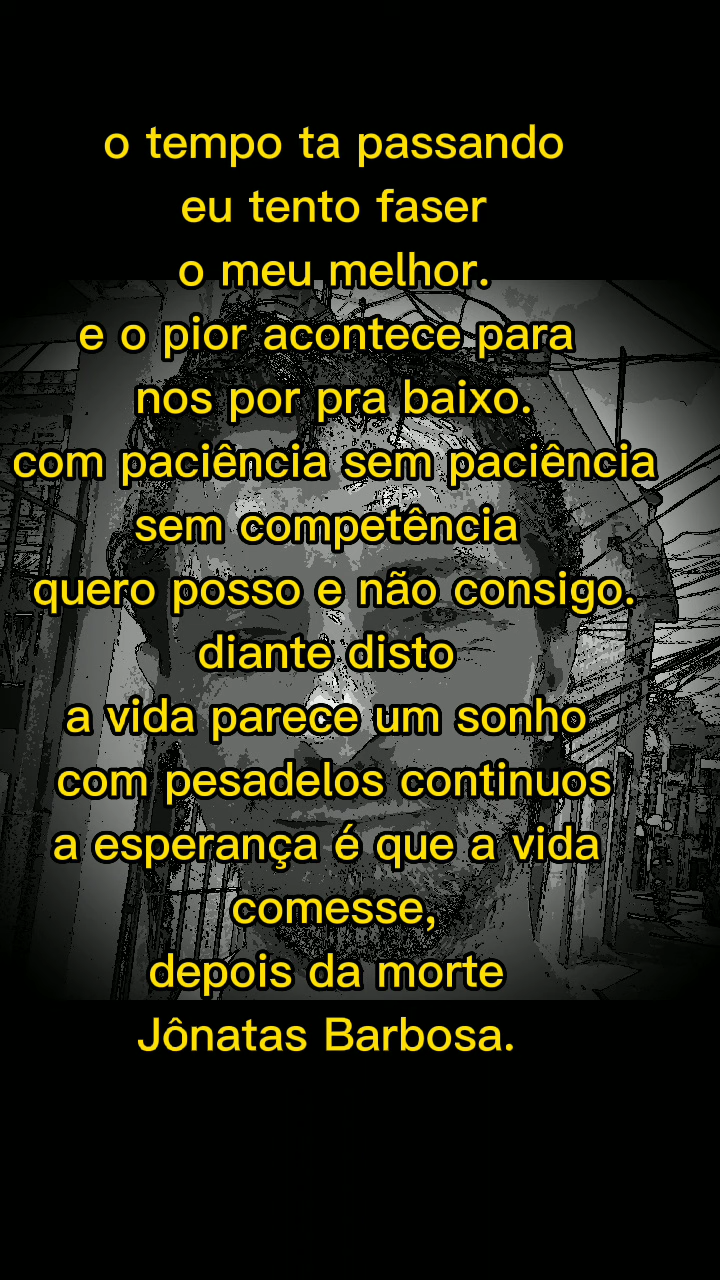 o tempo ta passando
eu tento faser
o meu melhor.
e o pior acontece para
nos por pra baixo.
com paciência sem paciência
sem competência
quero posso e não consigo.
diante disto
a vida parece um sonho
com pesadelos continuos
a esperança é que a vida
comesse,
depois da morte
Jônatas Barbosa.